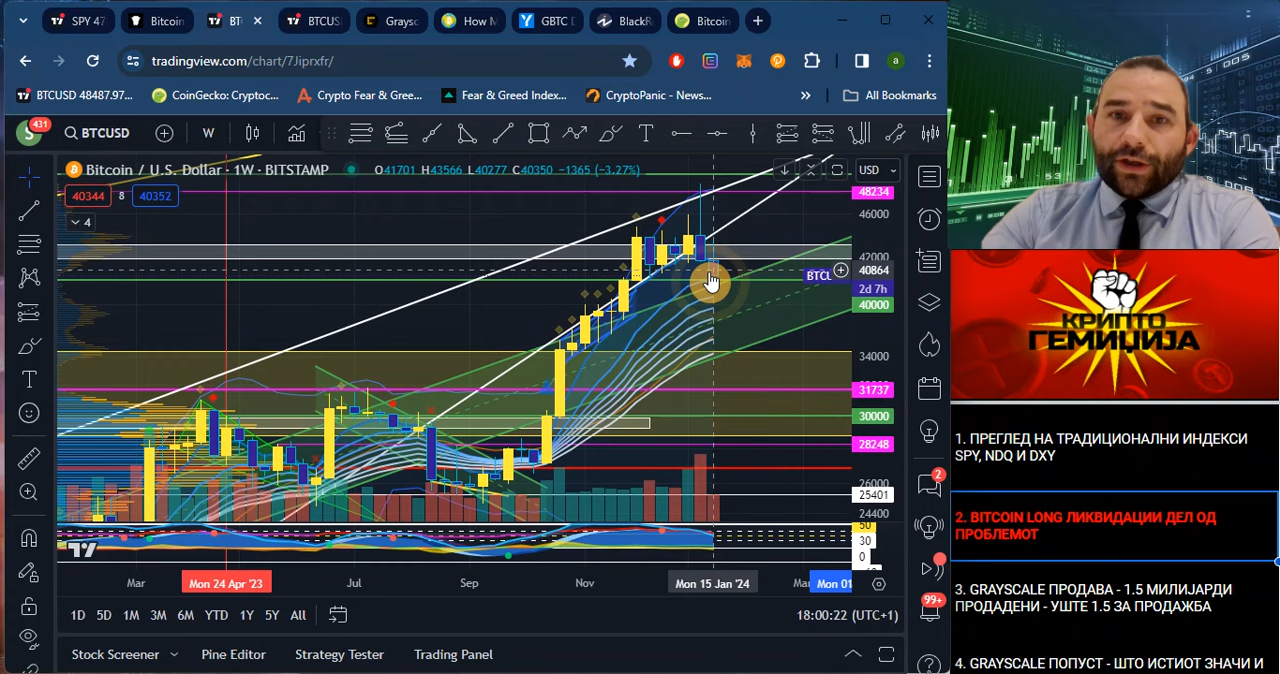 SPY 47
Bitcoin
BT
BTCUS
Graysc
How M
GBTC D
BlackR
Bitcoin
tradingview.com/chart/7Jiprxfr/
a
BTCUSD 48487.97...
CoinGecko: Cryptoc...
Crypto Fear & Gree...
Fear & Greed Index...
CryptoPanic - News...
All Bookmarks
S
431
BTCUSD
W
Bitcoin / U.S. Dollar · 1W · BITSTAMP
O41701 H43566 L40277 C40350 −1365 (−3.27%)
USD
40344
8
40352
4
48234
46000
42000
40864
BTCL
2d 7h
40000
34000
31737
30000
28248
26000
25401
24400
50
30
0
Mar
Mon 24 Apr '23
Jul
Sep
Nov
Mon 15 Jan '24
Mon 01
1D 5D 1M 3M 6M YTD 1Y 5Y All
18:00:22 (UTC+1)
Stock Screener
Pine Editor
Strategy Tester
Trading Panel
2
99+
КРИПТО
ГЕМИЏИЈА
1. ПРЕГЛЕД НА ТРАДИЦИОНАЛНИ ИНДЕКСИ
SPY, NDQ И DXY
2. BITCOIN LONG ЛИКВИДАЦИИ ДЕЛ ОД
ПРОБЛЕМОТ
3. GRAYSCALE ПРОДАВА - 1.5 МИЛИЈАРДИ
ПРОДАДЕНИ - УШТЕ 1.5 ЗА ПРОДАЖБА
4. GRAYSCALE ПОПУСТ - ШТО ИСТИОТ ЗНАЧИ И